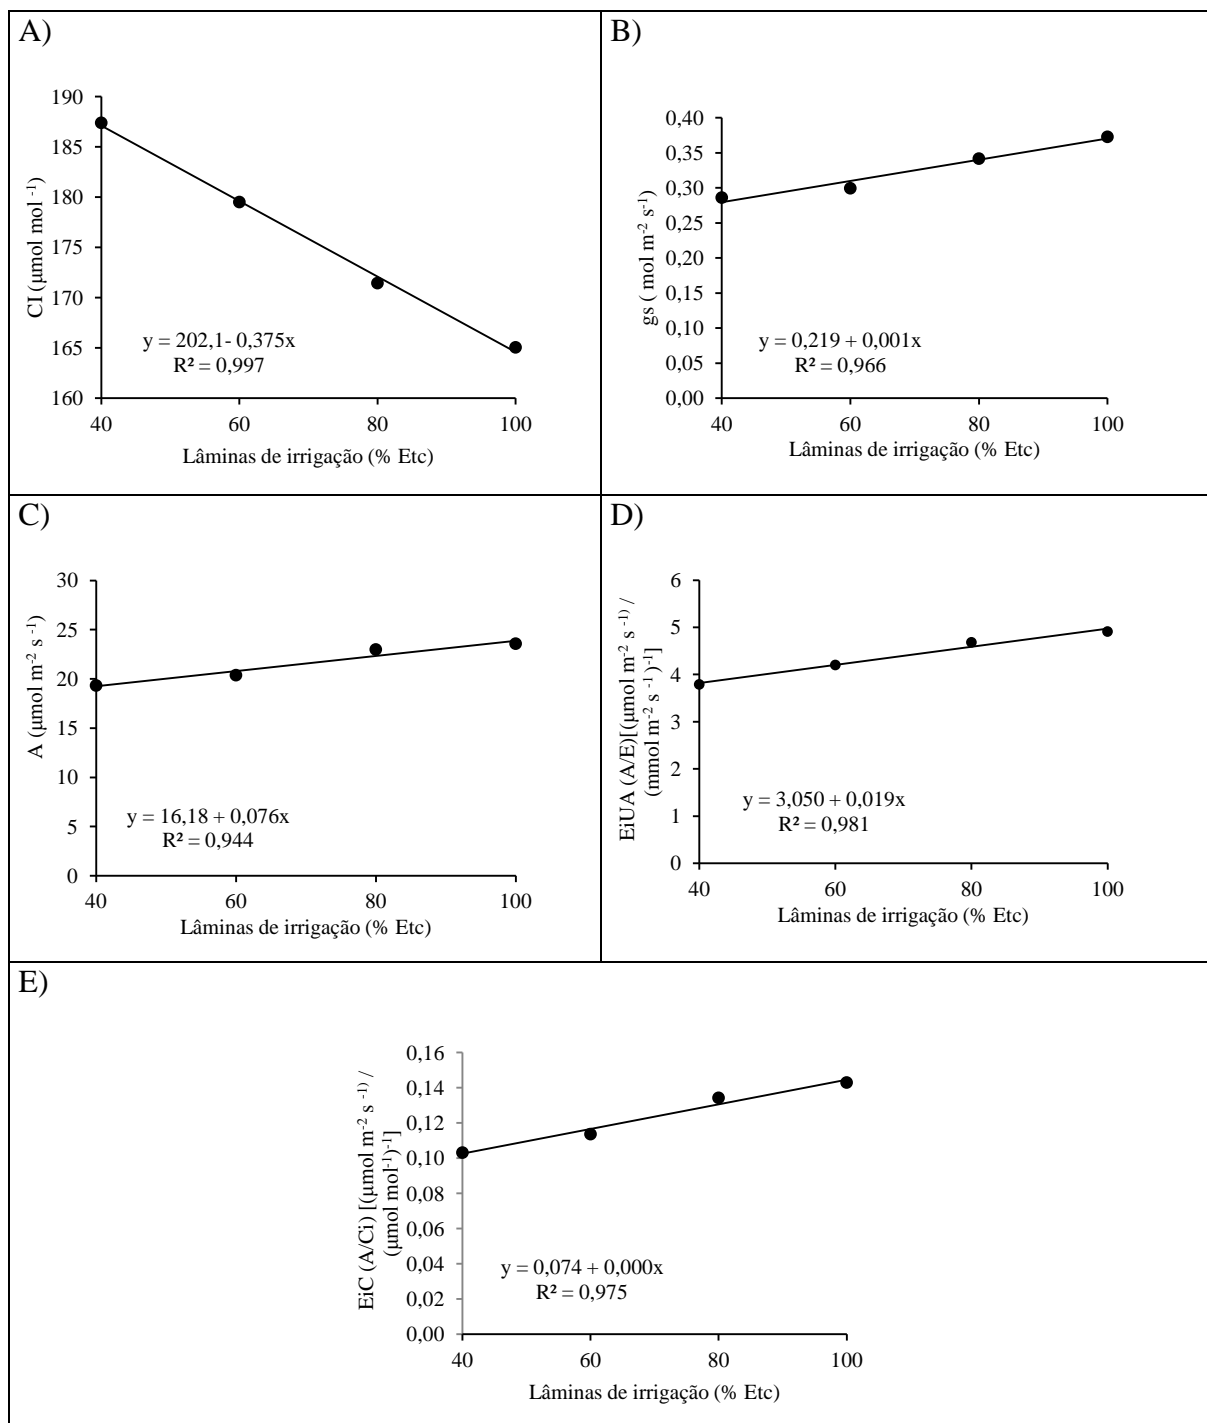 A)
190
185
180
175
170
165
160
CI (µmol mol ⁻¹)
y = 202,1- 0,375x
R² = 0,997
40 60 80 100
Lâminas de irrigação (% Etc)
B)
0,40
0,35
0,30
0,25
0,20
0,15
0,10
0,05
0,00
gs ( mol m⁻² s⁻¹)
y = 0,219 + 0,001x
R² = 0,966
40 60 80 100
Lâminas de irrigação (% Etc)
C)
30
25
20
15
10
5
0
A (µmol m⁻² s ⁻¹)
y = 16,18 + 0,076x
R² = 0,944
40 60 80 100
Lâminas de irrigação (% Etc)
D)
6
5
4
3
2
1
0
EiUA (A/E)[(µmol m⁻² s⁻¹⁾ /
(mmol m⁻² s ⁻¹ )⁻¹]
y = 3,050 + 0,019x
R² = 0,981
40 60 80 100
Lâminas de irrigação (% Etc)
E)
0,16
0,14
0,12
0,10
0,08
0,06
0,04
0,02
0,00
EiC (A/Ci) [(µmol m⁻² s ⁻¹⁾ /
(µmol mol⁻¹)⁻¹]
y = 0,074 + 0,000x
R² = 0,975
40 60 80 100
Lâminas de irrigação (% Etc)